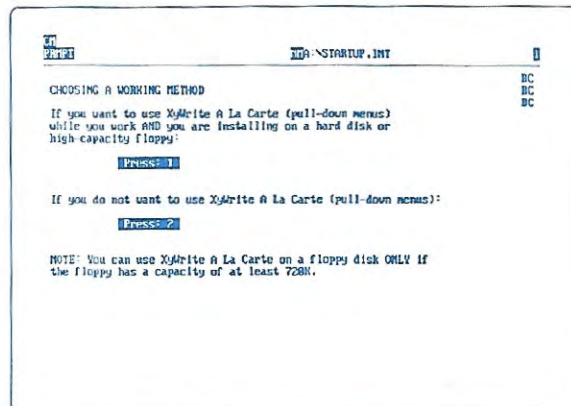 CM
PRMPT A:\STARTUP.INT 1
BC
CHOOSING A WORKING METHOD BC
BC
If you want to use XyWrite A La Carte (pull-down menus)
while you work AND you are installing on a hard disk or
high-capacity floppy:
Press: 1
If you do not want to use XyWrite A La Carte (pull-down menus):
Press: 2
NOTE: You can use XyWrite A La Carte on a floppy disk ONLY if
the floppy has a capacity of at least 720K.